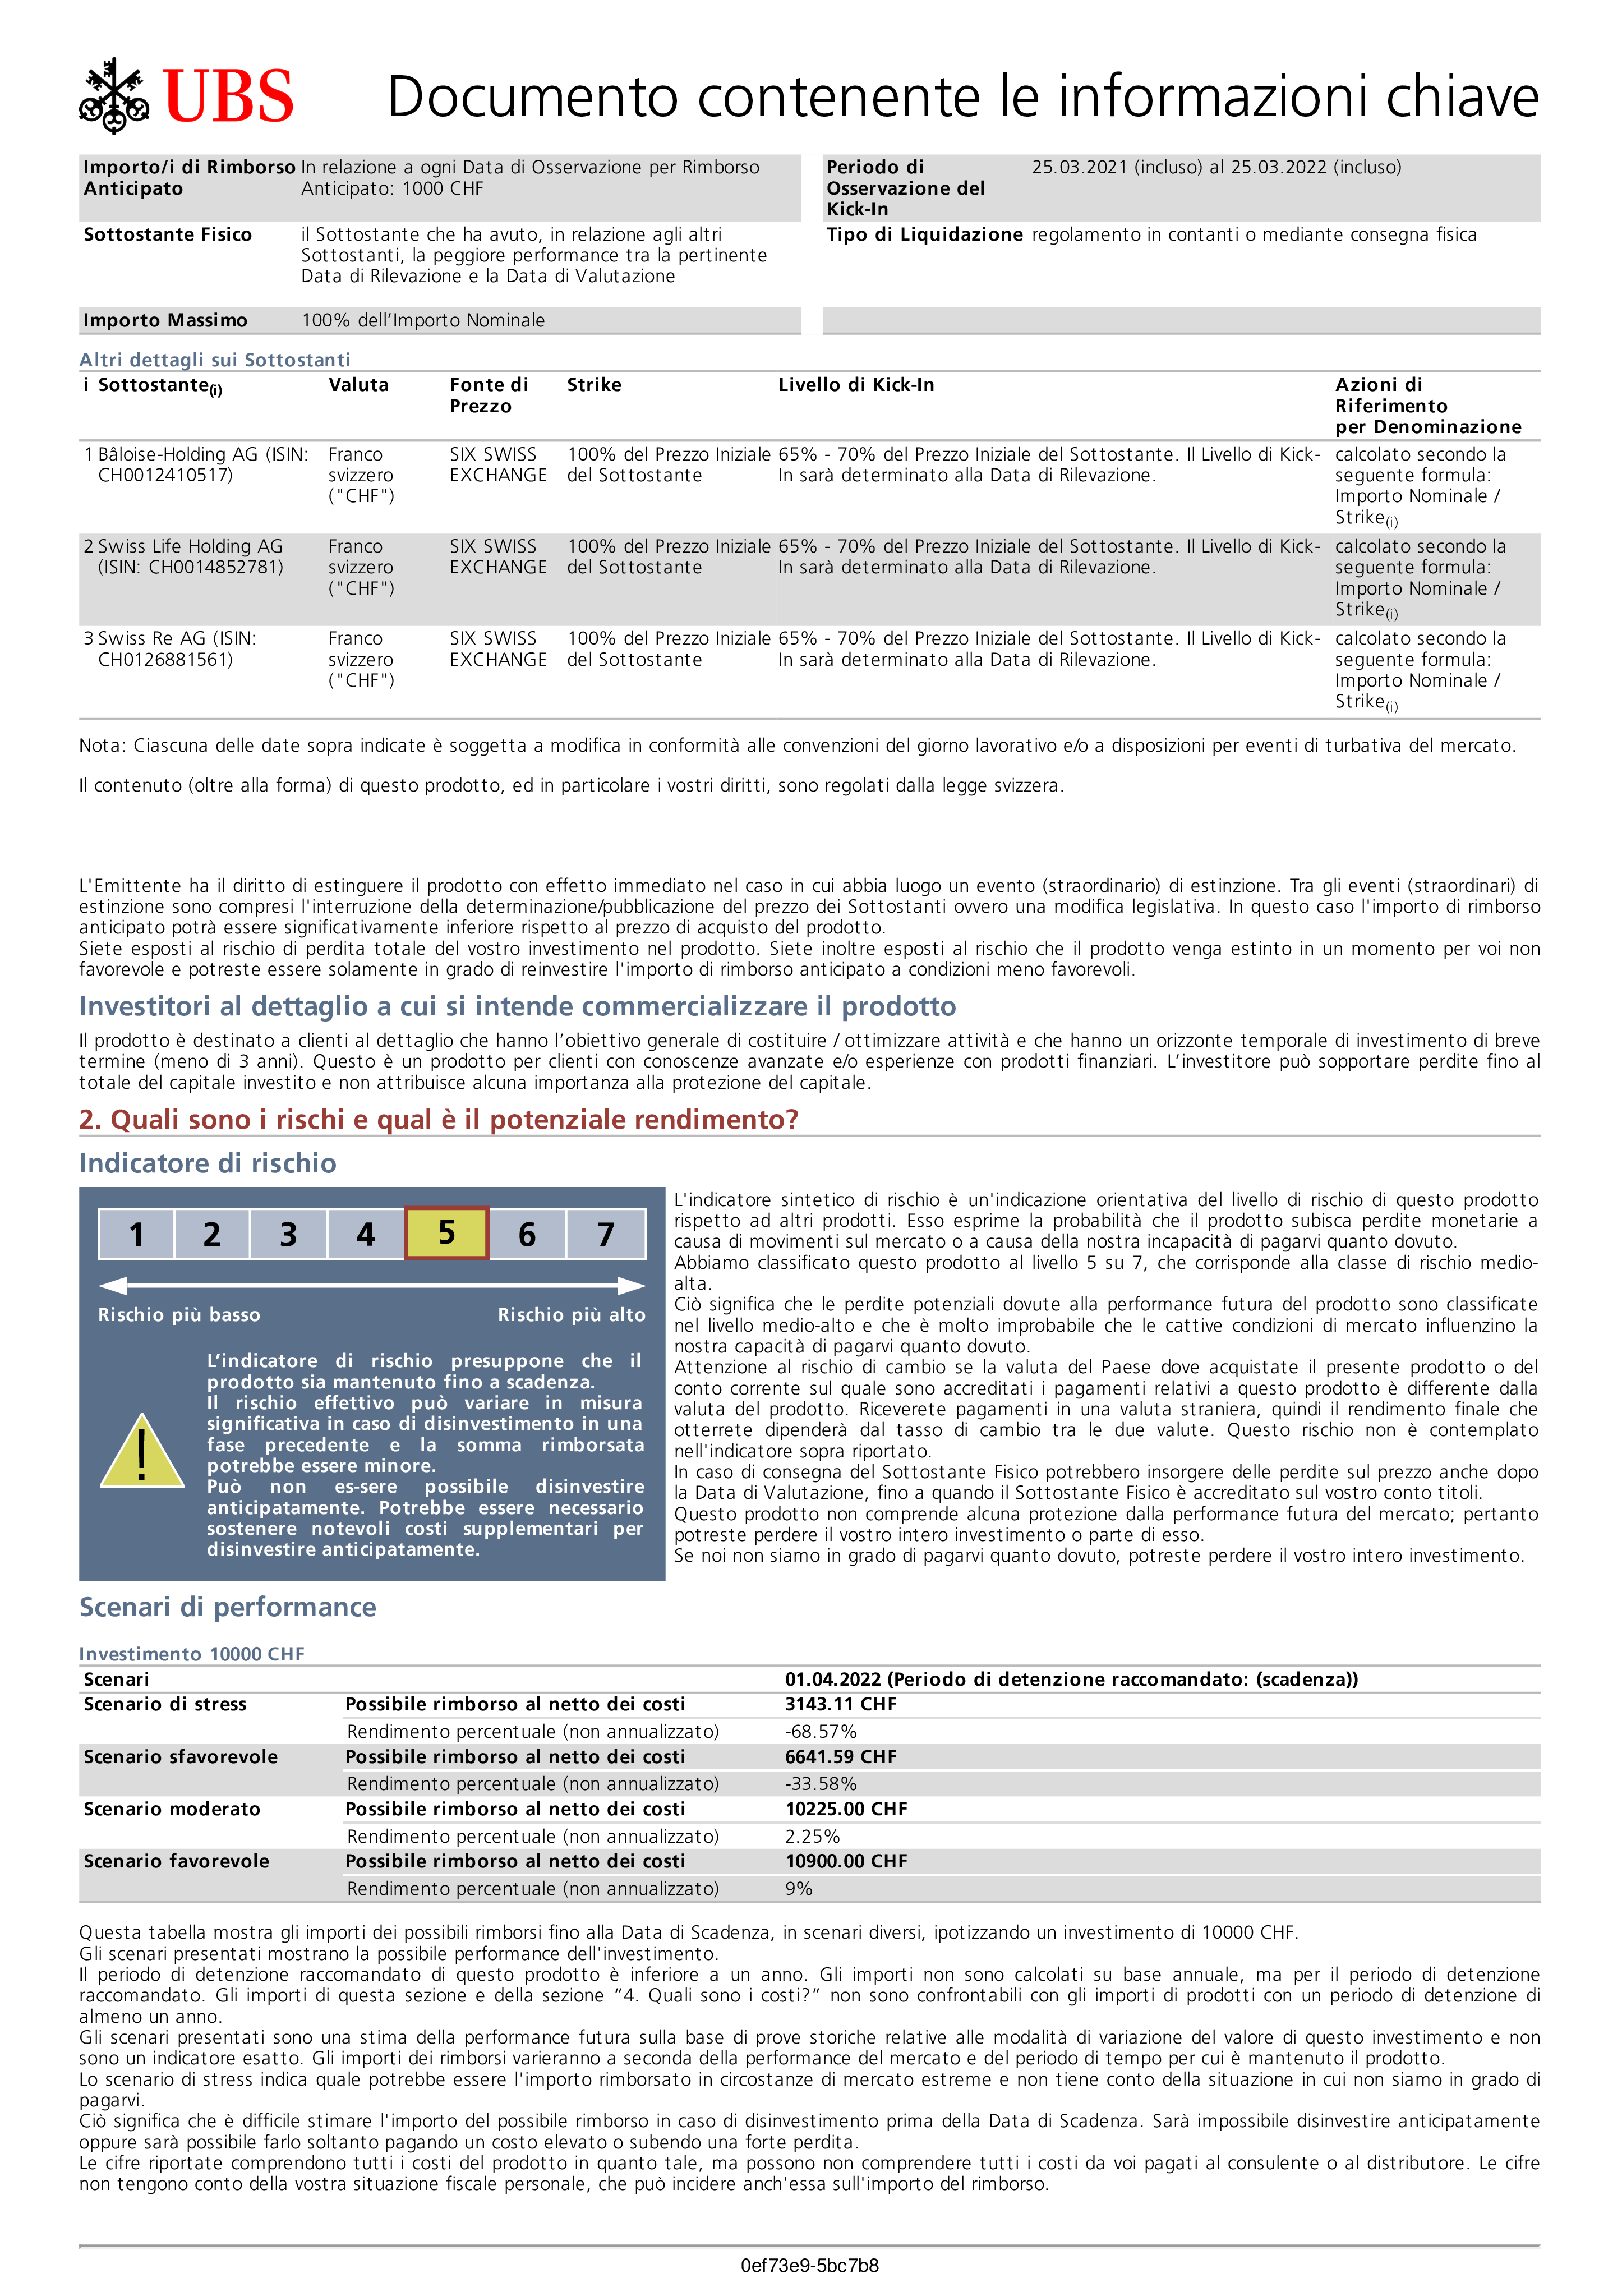 UBS
Documento contenente le informazioni chiave
Importo/i di Rimborso Anticipato In relazione a ogni Data di Osservazione per Rimborso
Anticipato: 1000 CHF
Periodo di Osservazione del Kick-In 25.03.2021 (incluso) al 25.03.2022 (incluso)
Sottostante Fisico il Sottostante che ha avuto, in relazione agli altri
Sottostanti, la peggiore performance tra la pertinente
Data di Rilevazione e la Data di Valutazione
Tipo di Liquidazione regolamento in contanti o mediante consegna fisica
Importo Massimo 100% dell’Importo Nominale
Altri dettagli sui Sottostanti
i Sottostante(i) Valuta Fonte di Prezzo Strike Livello di Kick-In Azioni di Riferimento per Denominazione
1 Bâloise-Holding AG (ISIN: CH0012410517) Franco svizzero ("CHF") SIX SWISS EXCHANGE 100% del Prezzo Iniziale del Sottostante 65% - 70% del Prezzo Iniziale del Sottostante. Il Livello di Kick-In sarà determinato alla Data di Rilevazione. calcolato secondo la seguente formula: Importo Nominale / Strike(i)
2 Swiss Life Holding AG (ISIN: CH0014852781) Franco svizzero ("CHF") SIX SWISS EXCHANGE 100% del Prezzo Iniziale del Sottostante 65% - 70% del Prezzo Iniziale del Sottostante. Il Livello di Kick-In sarà determinato alla Data di Rilevazione. calcolato secondo la seguente formula: Importo Nominale / Strike(i)
3 Swiss Re AG (ISIN: CH0126881561) Franco svizzero ("CHF") SIX SWISS EXCHANGE 100% del Prezzo Iniziale del Sottostante 65% - 70% del Prezzo Iniziale del Sottostante. Il Livello di Kick-In sarà determinato alla Data di Rilevazione. calcolato secondo la seguente formula: Importo Nominale / Strike(i)
Nota: Ciascuna delle date sopra indicate è soggetta a modifica in conformità alle convenzioni del giorno lavorativo e/o a disposizioni per eventi di turbativa del mercato.
Il contenuto (oltre alla forma) di questo prodotto, ed in particolare i vostri diritti, sono regolati dalla legge svizzera.
L'Emittente ha il diritto di estinguere il prodotto con effetto immediato nel caso in cui abbia luogo un evento (straordinario) di estinzione. Tra gli eventi (straordinari) di
estinzione sono compresi l'interruzione della determinazione/pubblicazione del prezzo dei Sottostanti ovvero una modifica legislativa. In questo caso l'importo di rimborso
anticipato potrà essere significativamente inferiore rispetto al prezzo di acquisto del prodotto.
Siete esposti al rischio di perdita totale del vostro investimento nel prodotto. Siete inoltre esposti al rischio che il prodotto venga estinto in un momento per voi non
favorevole e potreste essere solamente in grado di reinvestire l'importo di rimborso anticipato a condizioni meno favorevoli.
Investitori al dettaglio a cui si intende commercializzare il prodotto
Il prodotto è destinato a clienti al dettaglio che hanno l’obiettivo generale di costituire / ottimizzare attività e che hanno un orizzonte temporale di investimento di breve
termine (meno di 3 anni). Questo è un prodotto per clienti con conoscenze avanzate e/o esperienze con prodotti finanziari. L’investitore può sopportare perdite fino al
totale del capitale investito e non attribuisce alcuna importanza alla protezione del capitale.
2. Quali sono i rischi e qual è il potenziale rendimento?
Indicatore di rischio
1 2 3 4 5 6 7
Rischio più basso Rischio più alto
L’indicatore di rischio presuppone che il
prodotto sia mantenuto fino a scadenza.
Il rischio effettivo può variare in misura
significativa in caso di disinvestimento in una
fase precedente e la somma rimborsata
potrebbe essere minore.
Può non es-sere possibile disinvestire
anticipatamente. Potrebbe essere necessario
sostenere notevoli costi supplementari per
disinvestire anticipatamente.
L'indicatore sintetico di rischio è un'indicazione orientativa del livello di rischio di questo prodotto
rispetto ad altri prodotti. Esso esprime la probabilità che il prodotto subisca perdite monetarie a
causa di movimenti sul mercato o a causa della nostra incapacità di pagarvi quanto dovuto.
Abbiamo classificato questo prodotto al livello 5 su 7, che corrisponde alla classe di rischio medio-
alta.
Ciò significa che le perdite potenziali dovute alla performance futura del prodotto sono classificate
nel livello medio-alto e che è molto improbabile che le cattive condizioni di mercato influenzino la
nostra capacità di pagarvi quanto dovuto.
Attenzione al rischio di cambio se la valuta del Paese dove acquistate il presente prodotto o del
conto corrente sul quale sono accreditati i pagamenti relativi a questo prodotto è differente dalla
valuta del prodotto. Riceverete pagamenti in una valuta straniera, quindi il rendimento finale che
otterrete dipenderà dal tasso di cambio tra le due valute. Questo rischio non è contemplato
nell'indicatore sopra riportato.
In caso di consegna del Sottostante Fisico potrebbero insorgere delle perdite sul prezzo anche dopo
la Data di Valutazione, fino a quando il Sottostante Fisico è accreditato sul vostro conto titoli.
Questo prodotto non comprende alcuna protezione dalla performance futura del mercato; pertanto
potreste perdere il vostro intero investimento o parte di esso.
Se noi non siamo in grado di pagarvi quanto dovuto, potreste perdere il vostro intero investimento.
Scenari di performance
Investimento 10000 CHF
Scenari 01.04.2022 (Periodo di detenzione raccomandato: (scadenza))
Scenario di stress Possibile rimborso al netto dei costi 3143.11 CHF
Rendimento percentuale (non annualizzato) -68.57%
Scenario sfavorevole Possibile rimborso al netto dei costi 6641.59 CHF
Rendimento percentuale (non annualizzato) -33.58%
Scenario moderato Possibile rimborso al netto dei costi 10225.00 CHF
Rendimento percentuale (non annualizzato) 2.25%
Scenario favorevole Possibile rimborso al netto dei costi 10900.00 CHF
Rendimento percentuale (non annualizzato) 9%
Questa tabella mostra gli importi dei possibili rimborsi fino alla Data di Scadenza, in scenari diversi, ipotizzando un investimento di 10000 CHF.
Gli scenari presentati mostrano la possibile performance dell'investimento.
Il periodo di detenzione raccomandato di questo prodotto è inferiore a un anno. Gli importi non sono calcolati su base annuale, ma per il periodo di detenzione
raccomandato. Gli importi di questa sezione e della sezione “4. Quali sono i costi?” non sono confrontabili con gli importi di prodotti con un periodo di detenzione di
almeno un anno.
Gli scenari presentati sono una stima della performance futura sulla base di prove storiche relative alle modalità di variazione del valore di questo investimento e non
sono un indicatore esatto. Gli importi dei rimborsi varieranno a seconda della performance del mercato e del periodo di tempo per cui è mantenuto il prodotto.
Lo scenario di stress indica quale potrebbe essere l'importo rimborsato in circostanze di mercato estreme e non tiene conto della situazione in cui non siamo in grado di
pagarvi.
Ciò significa che è difficile stimare l'importo del possibile rimborso in caso di disinvestimento prima della Data di Scadenza. Sarà impossibile disinvestire anticipatamente
oppure sarà possibile farlo soltanto pagando un costo elevato o subendo una forte perdita.
Le cifre riportate comprendono tutti i costi del prodotto in quanto tale, ma possono non comprendere tutti i costi da voi pagati al consulente o al distributore. Le cifre
non tengono conto della vostra situazione fiscale personale, che può incidere anch'essa sull'importo del rimborso.
0ef73e9-5bc7b8